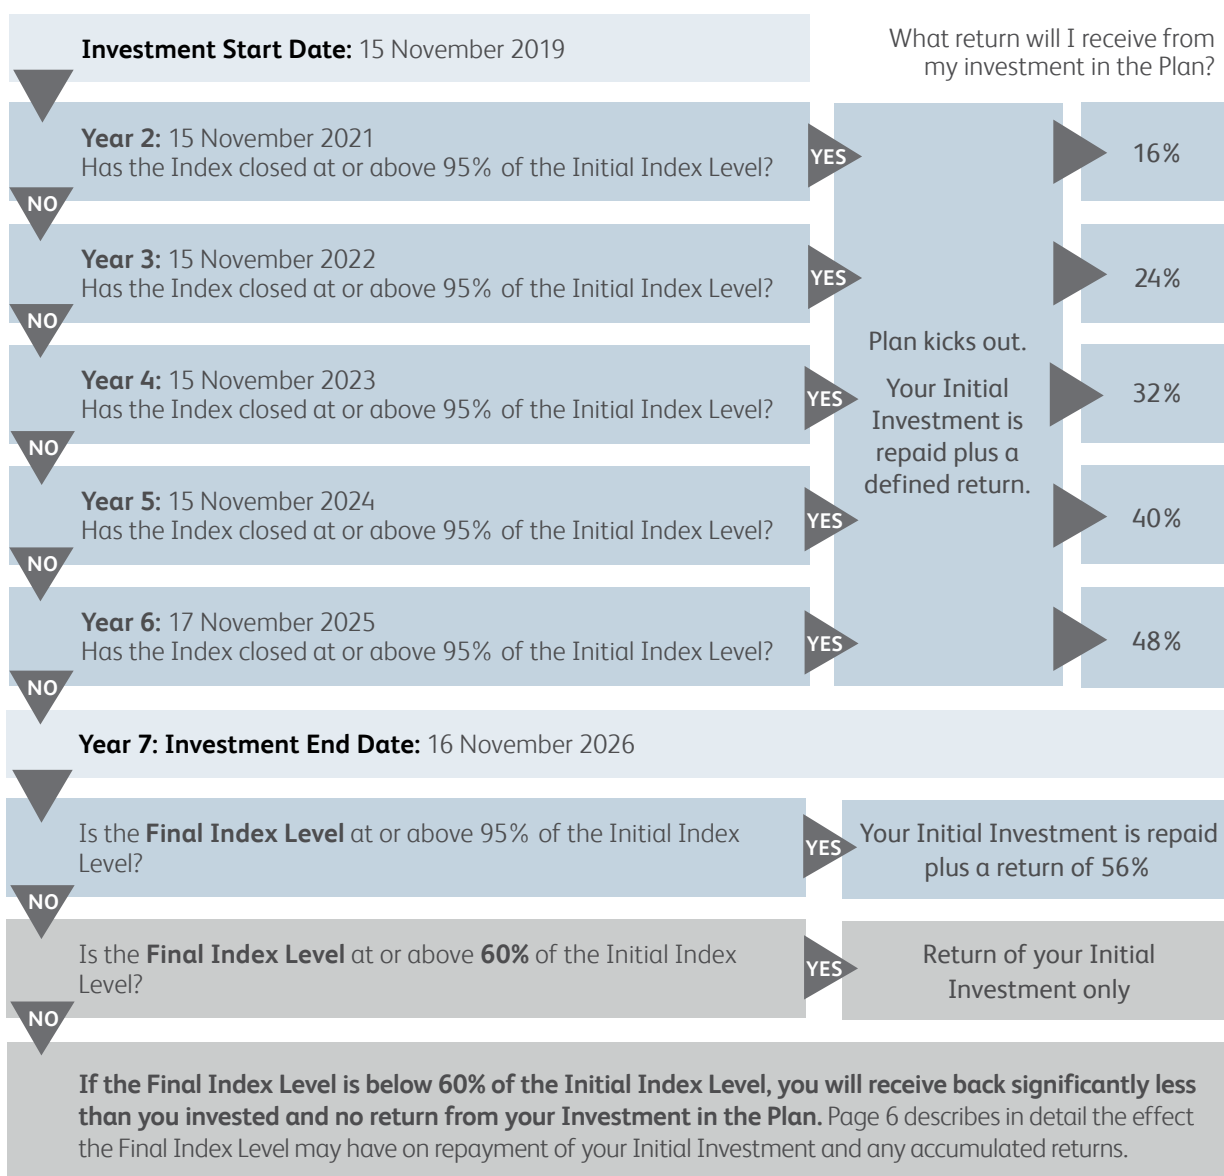 Investment Start Date: 15 November 2019
What return will I receive from
my investment in the Plan?
Year 2: 15 November 2021
Has the Index closed at or above 95% of the Initial Index Level?
YES
16%
NO
Year 3: 15 November 2022
Has the Index closed at or above 95% of the Initial Index Level?
YES
24%
NO
Plan kicks out.
Your Initial
Investment is
repaid plus a
defined return.
Year 4: 15 November 2023
Has the Index closed at or above 95% of the Initial Index Level?
YES
32%
NO
Year 5: 15 November 2024
Has the Index closed at or above 95% of the Initial Index Level?
YES
40%
NO
Year 6: 17 November 2025
Has the Index closed at or above 95% of the Initial Index Level?
YES
48%
NO
Year 7: Investment End Date: 16 November 2026
Is the Final Index Level at or above 95% of the Initial Index
Level?
YES
Your Initial Investment is repaid
plus a return of 56%
NO
Is the Final Index Level at or above 60% of the Initial Index
Level?
YES
Return of your Initial
Investment only
NO
If the Final Index Level is below 60% of the Initial Index Level, you will receive back significantly less
than you invested and no return from your Investment in the Plan. Page 6 describes in detail the effect
the Final Index Level may have on repayment of your Initial Investment and any accumulated returns.